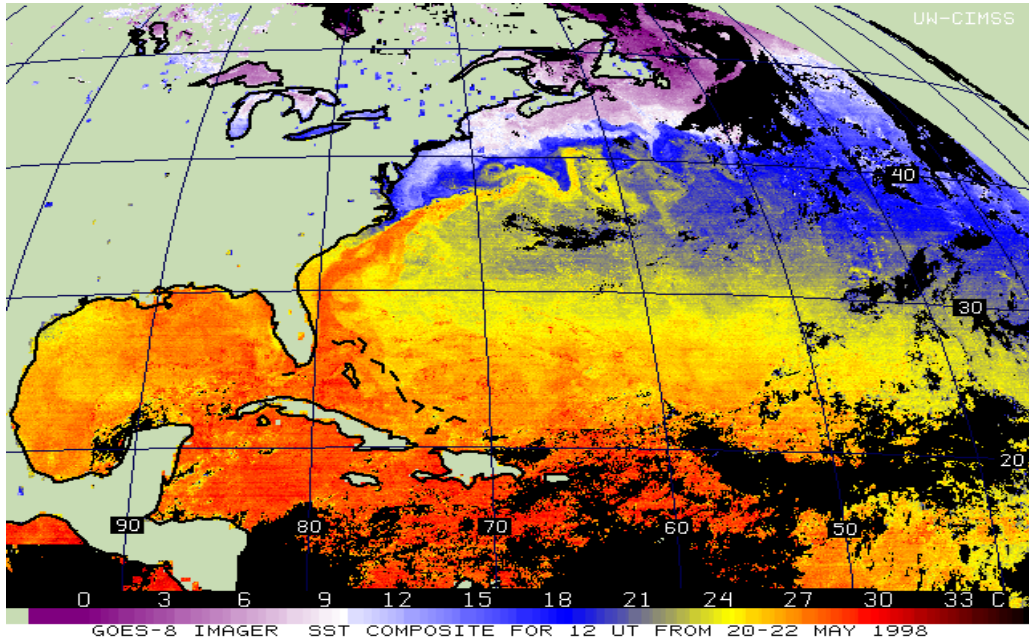 UW-CIMSS
40
30
20
90 80 70 60 50
0 3 6 9 12 15 18 21 24 27 30 33 C
GOES-8 IMAGER SST COMPOSITE FOR 12 UT FROM 20-22 MAY 1998